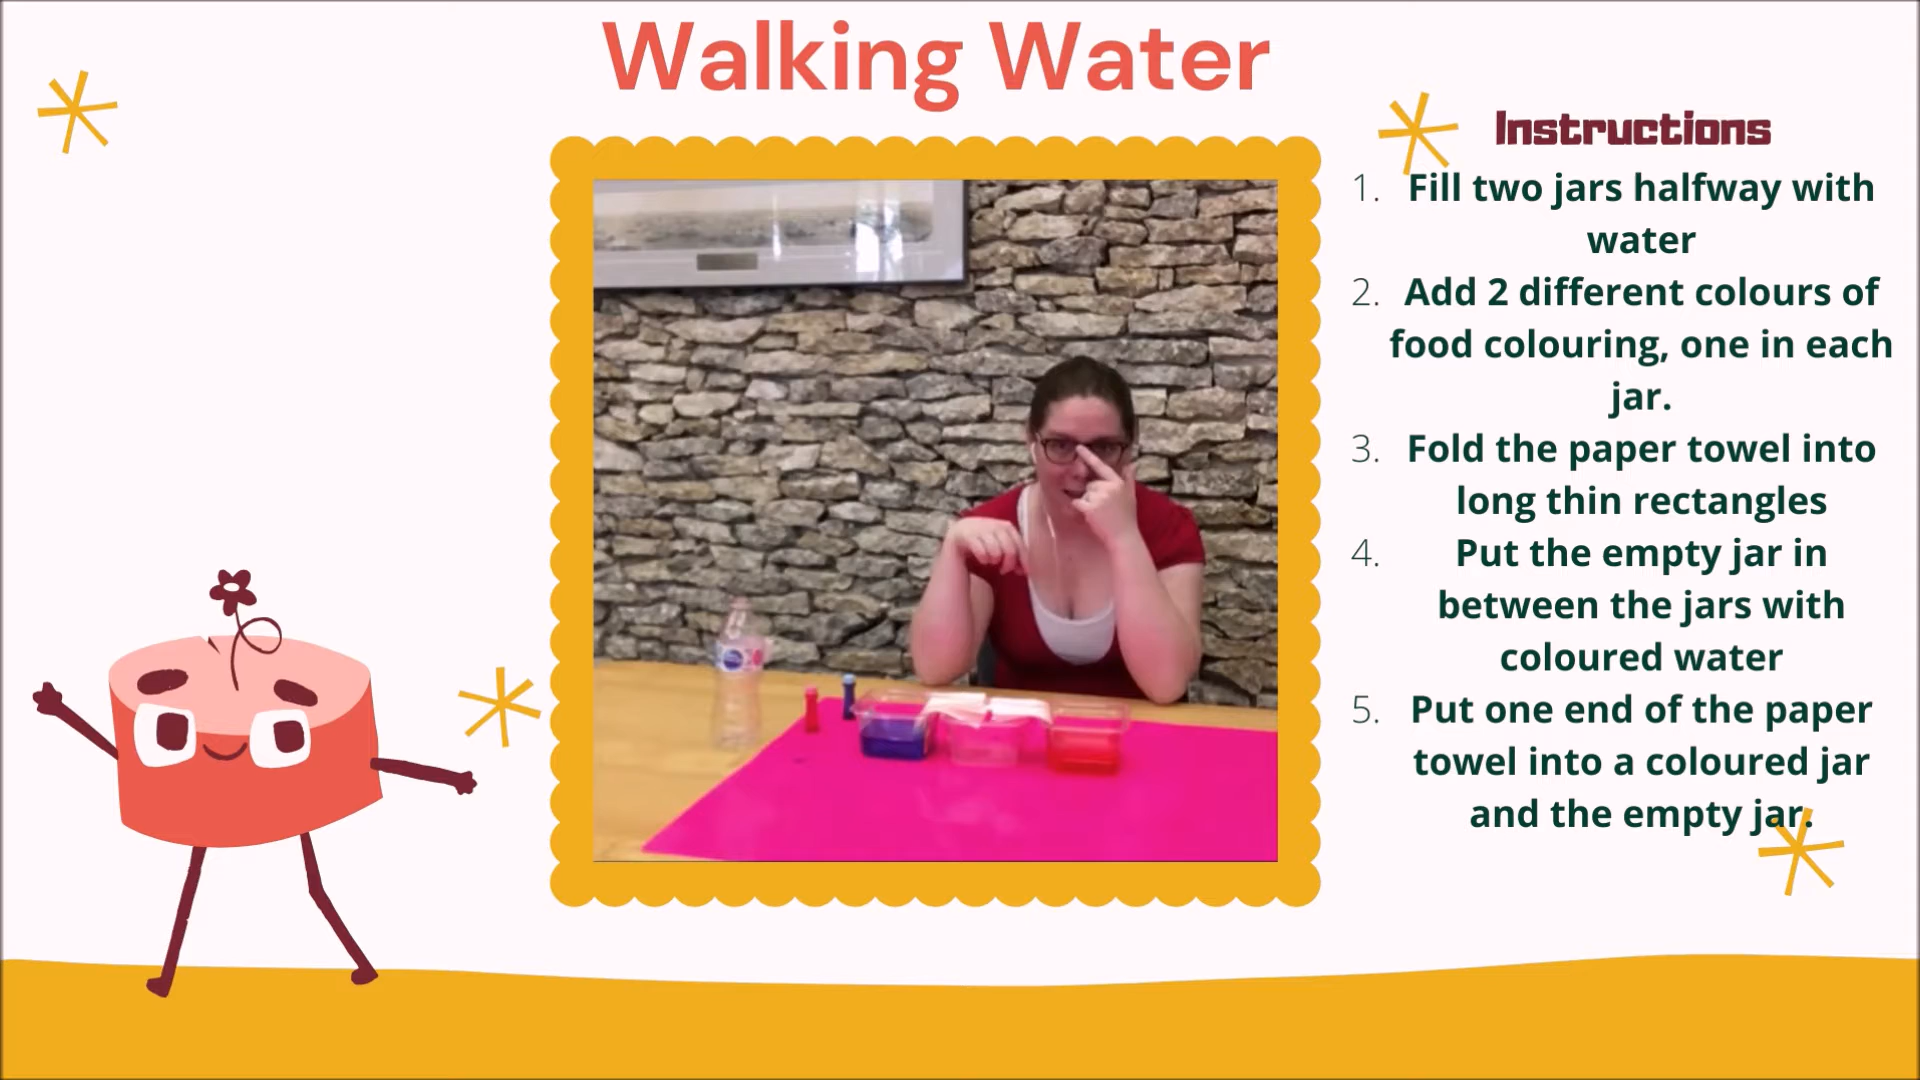 Walking Water
Instructions
1. Fill two jars halfway with
water
2. Add 2 different colours of
food colouring, one in each
jar.
3. Fold the paper towel into
long thin rectangles
4. Put the empty jar in
between the jars with
coloured water
5. Put one end of the paper
towel into a coloured jar
and the empty jar.